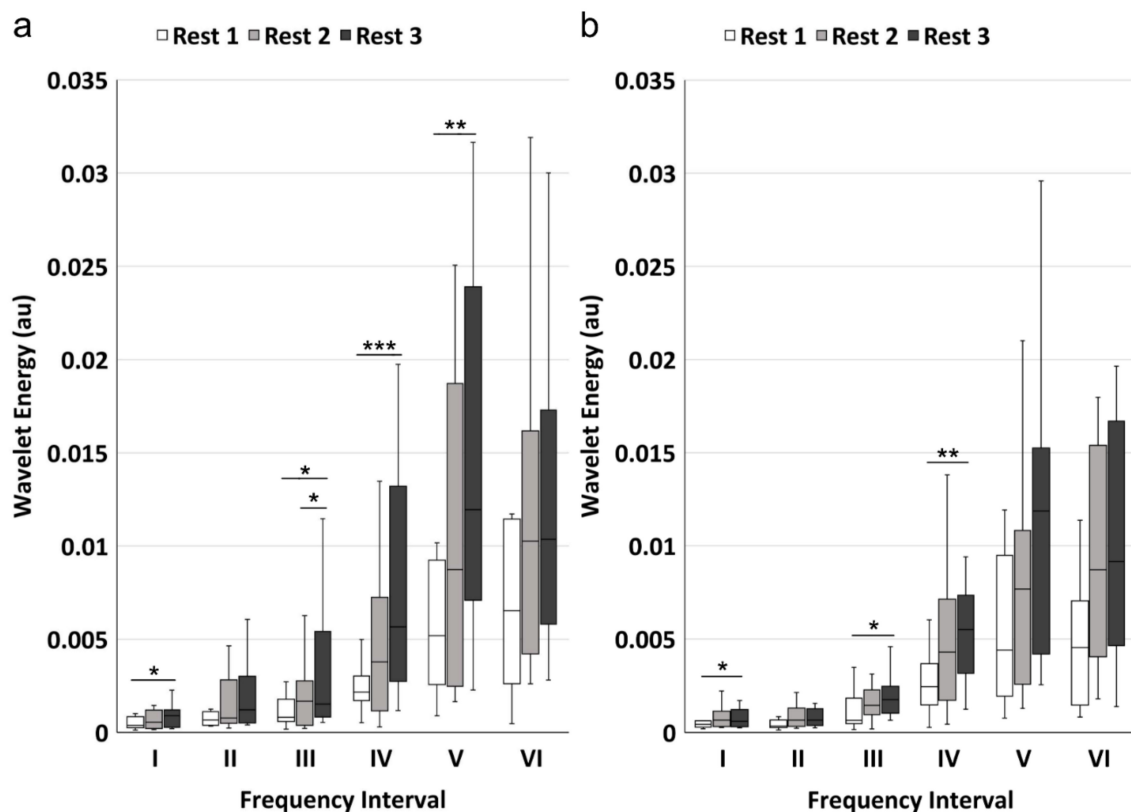 a
Rest 1 Rest 2 Rest 3
0.035
0.03
0.025
0.02
0.015
0.01
0.005
0
Wavelet Energy (au)
*
*
*
***
**
I II III IV V VI
Frequency Interval
b
Rest 1 Rest 2 Rest 3
0.035
0.03
0.025
0.02
0.015
0.01
0.005
0
Wavelet Energy (au)
*
*
**
I II III IV V VI
Frequency Interval